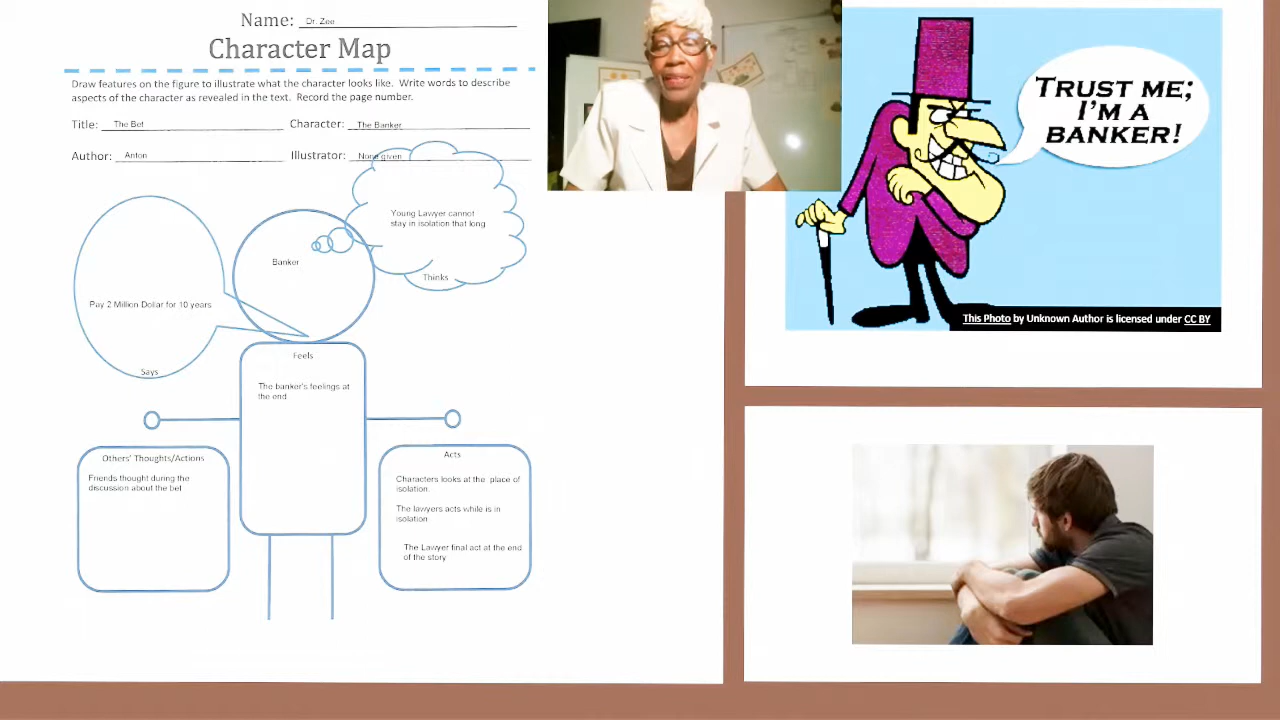 Name: Dr. Zee
Character Map
Draw features on the figure to illustrate what the character looks like. Write words to describe
aspects of the character as revealed in the text. Record the page number.
Title: The Bet Character: The Banker
Author: Anton Illustrator: None given
Young Lawyer cannot
stay in isolation that long
Thinks
Banker
Pay 2 Million Dollar for 10 years
Says
Feels
The banker's feelings at
the end
Others' Thoughts/Actions
Friends thought during the
discussion about the bet
Acts
Characters looks at the place of
isolation.
The lawyers acts while is in
isolation
The Lawyer final act at the end
of the story
TRUST ME;
I'M A
BANKER!
This Photo by Unknown Author is licensed under CC BY